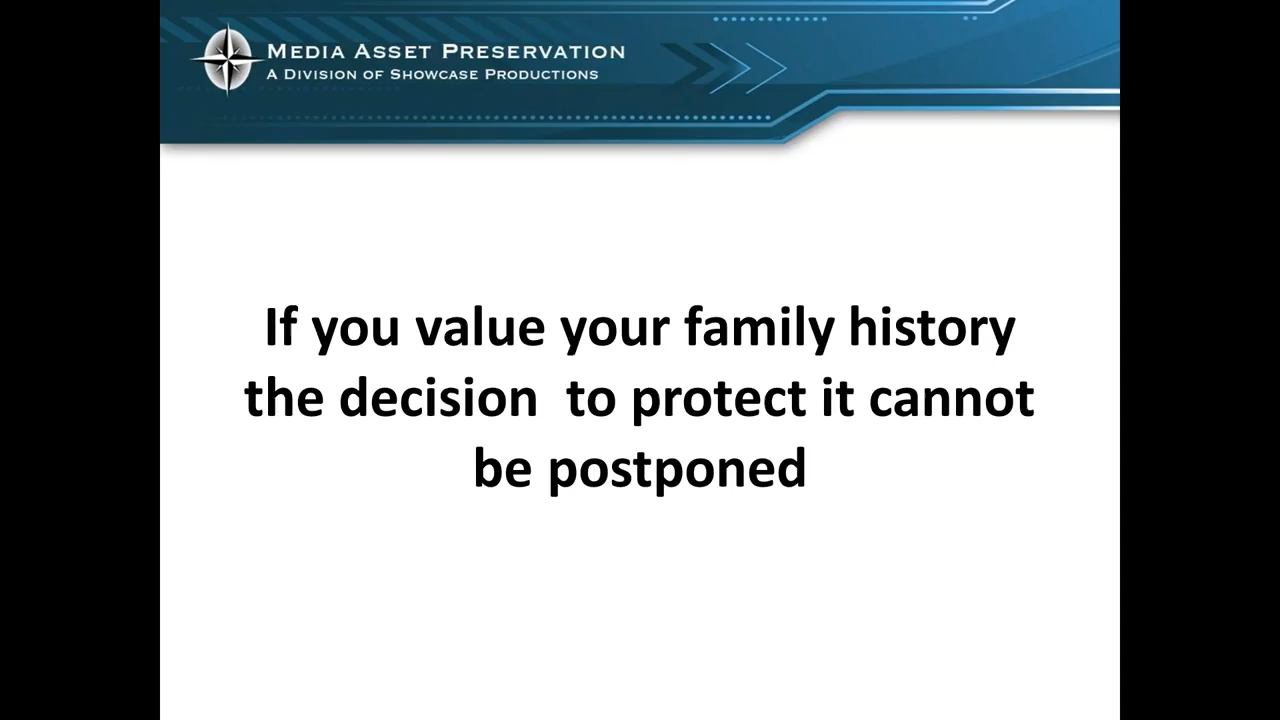 MEDIA ASSET PRESERVATION
A DIVISION OF SHOWCASE PRODUCTIONS
If you value your family history
the decision  to protect it cannot
be postponed